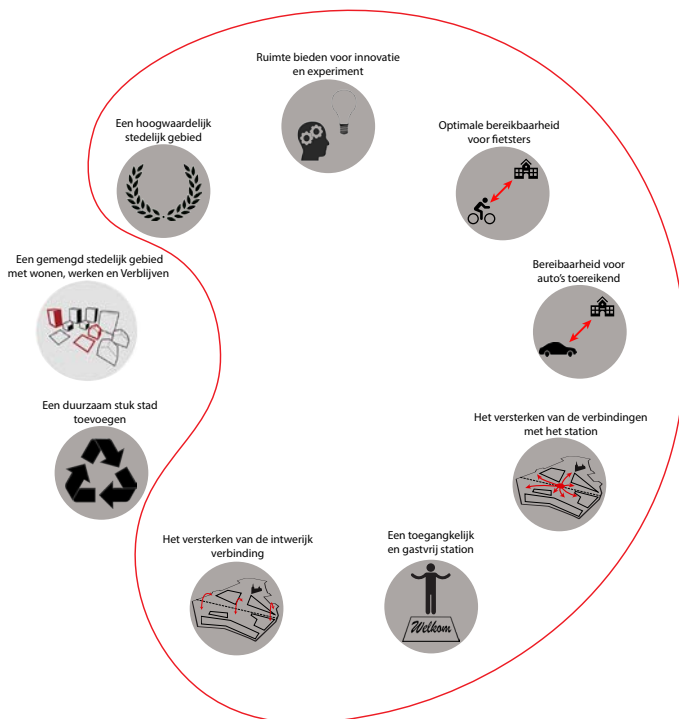 Ruimte bieden voor innovatie
en experiment
Een hoogwaardelijk
stedelijk gebied
Optimale bereikbaarheid
voor fietsters
Een gemengd stedelijk gebied
met wonen, werken en Verblijven
Bereibaarheid voor
auto's toereikend
Een duurzaam stuk stad
toevoegen
Het versterken van de verbindingen
met het station
Het versterken van de intwerijk
verbinding
Een toegangkelijk
en gastvrij station
Welkom